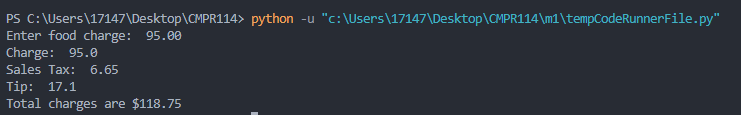 PS C:\Users\17147\Desktop\CMPR114> python -u "c:\Users\17147\Desktop\CMPR114\m1\tempCodeRunnerFile.py"
Enter food charge:  95.00
Charge:  95.0
Sales Tax:  6.65
Tip:  17.1
Total charges are $118.75